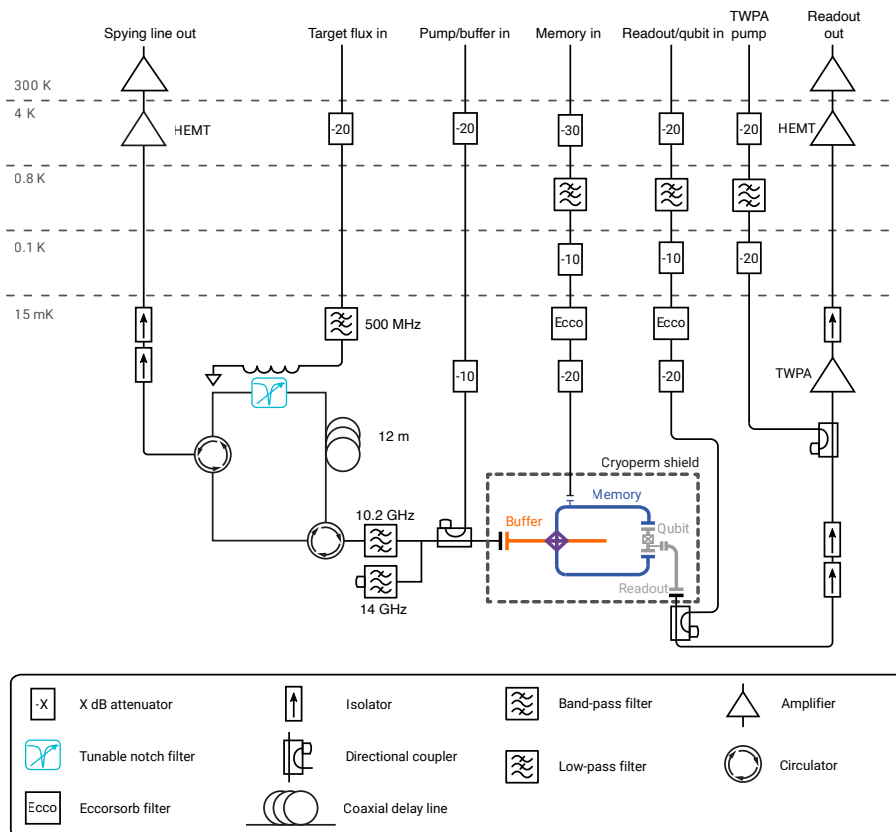 Spying line out
Target flux in
Pump/buffer in
Memory in
Readout/qubit in
TWPA
pump
Readout
out
300 K
4 K
HEMT
-20
-20
-30
-20
-20
HEMT
0.8 K
0.1 K
-10
-10
-20
15 mK
500 MHz
Ecco
Ecco
-10
-20
-20
TWPA
12 m
Cryoperm shield
10.2 GHz
Buffer
Memory
Qubit
Readout
14 GHz
-X
X dB attenuator
Isolator
Band-pass filter
Amplifier
Tunable notch filter
Directional coupler
Low-pass filter
Circulator
Ecco
Eccorsorb filter
Coaxial delay line